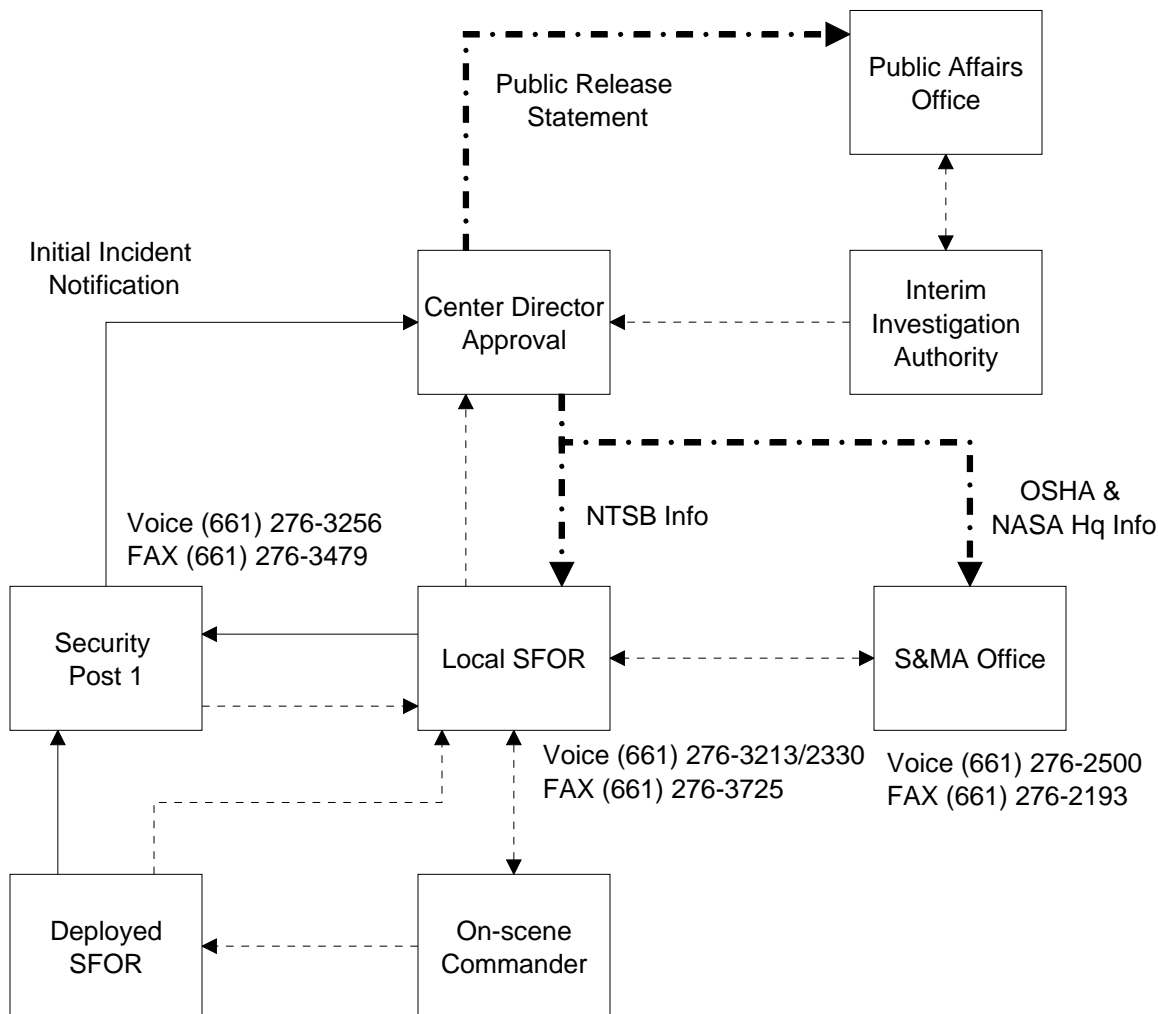 Public Affairs
Office
Public Release
Statement
Initial Incident
Notification
Center Director
Approval
Interim
Investigation
Authority
Voice (661) 276-3256
FAX (661) 276-3479
NTSB Info
OSHA &
NASA Hq Info
Security
Post 1
Local SFOR
S&MA Office
Voice (661) 276-3213/2330
FAX (661) 276-3725
Voice (661) 276-2500
FAX (661) 276-2193
Deployed
SFOR
On-scene
Commander